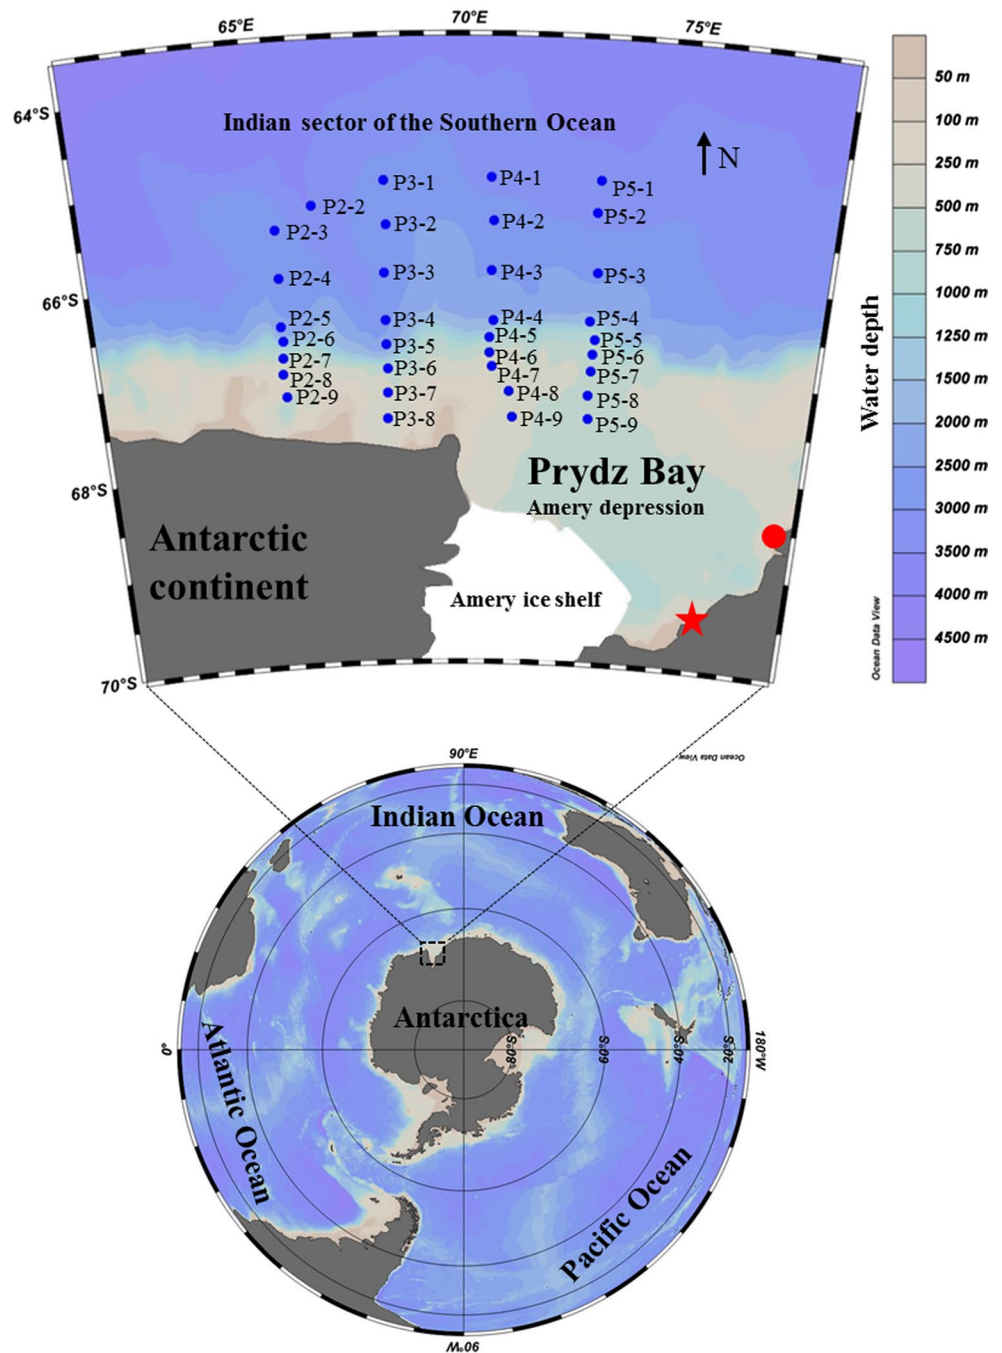 65°E
70°E
75°E
64°S
Indian sector of the Southern Ocean
N
P3-1
P4-1
P5-1
P2-2
P5-2
P3-2
P4-2
P2-3
P3-3
P4-3
P5-3
P2-4
66°S
P2-5
P3-4
P4-4
P5-4
P2-6
P3-5
P4-5
P5-5
P2-7
P3-6
P4-6
P5-6
P2-8
P4-7
P5-7
P2-9
P3-7
P4-8
P5-8
P3-8
P4-9
P5-9
68°S
Prydz Bay
Amery depression
Antarctic
continent
Amery ice shelf
70°S
50 m
100 m
250 m
500 m
750 m
1000 m
1250 m
1500 m
2000 m
2500 m
3000 m
3500 m
4000 m
4500 m
Water depth
Ocean Data View
90°E
Ocean Data View
Indian Ocean
Antarctica
Atlantic Ocean
Pacific Ocean
0°
80°S
60°S
40°S
20°S
180°W
90°W